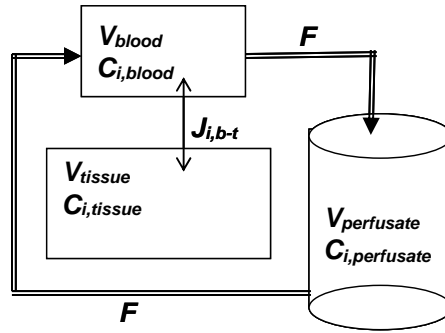 V_blood
F
C_i,blood
J_i,b-t
V_tissue
C_i,tissue
V_perfusate
C_i,perfusate
F